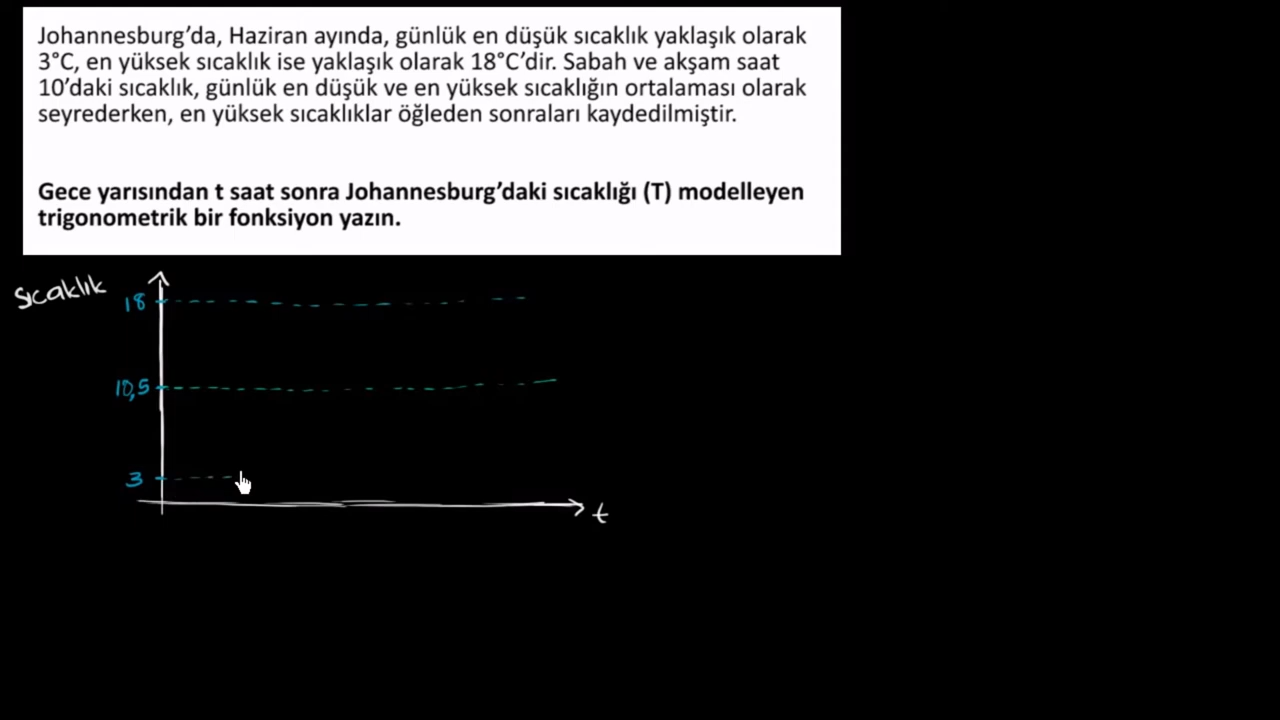 Johannesburg’da, Haziran ayında, günlük en düşük sıcaklık yaklaşık olarak
3°C, en yüksek sıcaklık ise yaklaşık olarak 18°C’dir. Sabah ve akşam saat
10’daki sıcaklık, günlük en düşük ve en yüksek sıcaklığın ortalaması olarak
seyrederken, en yüksek sıcaklıklar öğleden sonraları kaydedilmiştir.
Gece yarısından t saat sonra Johannesburg’daki sıcaklığı (T) modelleyen
trigonometrik bir fonksiyon yazın.
sıcaklık
18
10,5
3
t